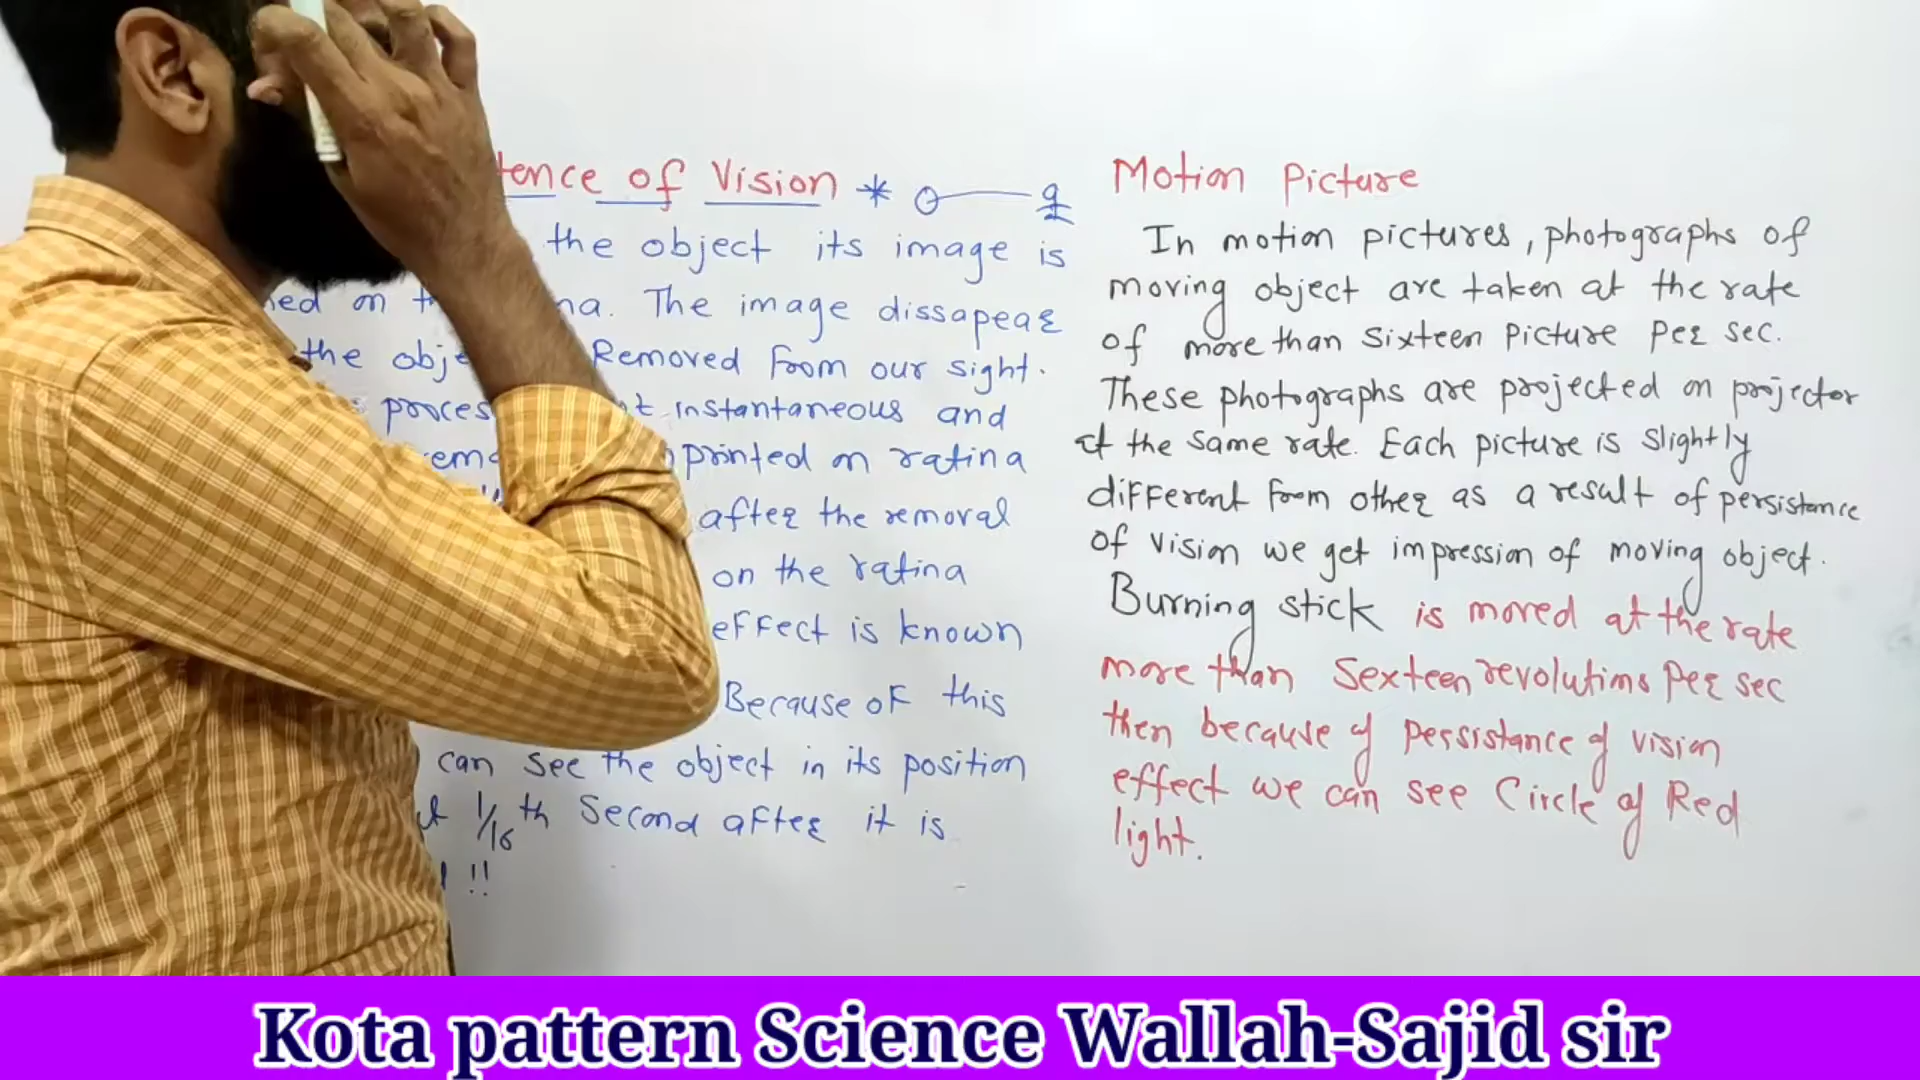 of Vision *
the object its image is
on The image dissapear
the Removed From our sight.
instantaneous and
printed on ratina
after the removal
on the ratina
effect is known
Because of this
can see the object in its position
1/16 th Second after it is
!!
Motion Picture
In motion pictures, photographs of
moving object are taken at the rate
of more than Sixteen Picture Per sec.
These photographs are projected on projector
at the same rate. Each picture is slightly
different from other as a result of persistance
of vision we get impression of moving object.
Burning stick is moved at the rate
more than Sexteen revolutions Per sec
then because of Persistance of vision
effect we can see Circle of Red
light.
Kota pattern Science Wallah-Sajid sir